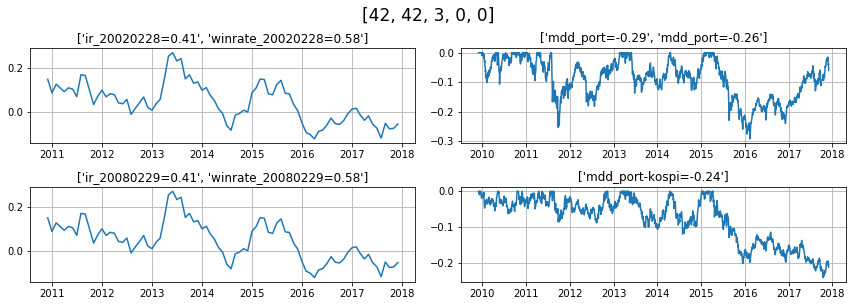 [42, 42, 3, 0, 0]
['ir_20020228=0.41', 'winrate_20020228=0.58']
0.2
0.0
2011 2012 2013 2014 2015 2016 2017 2018
['mdd_port=-0.29', 'mdd_port=-0.26']
0.0
−0.1
−0.2
−0.3
2010 2011 2012 2013 2014 2015 2016 2017 2018
['ir_20080229=0.41', 'winrate_20080229=0.58']
0.2
0.0
2011 2012 2013 2014 2015 2016 2017 2018
['mdd_port-kospi=-0.24']
0.0
−0.1
−0.2
2010 2011 2012 2013 2014 2015 2016 2017 2018